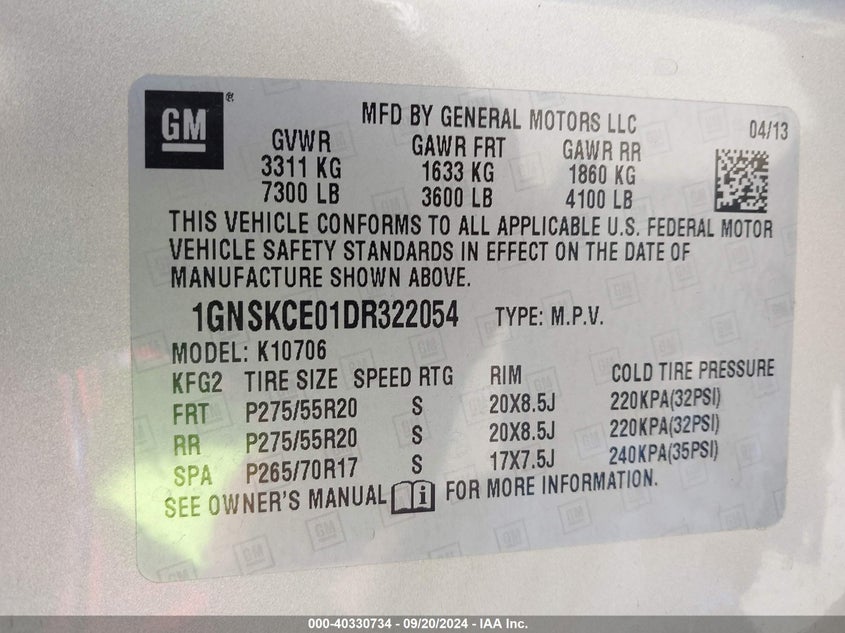 GM®
MFD BY GENERAL MOTORS LLC
04/13
GVWR GAWR FRT GAWR RR
3311 KG 1633 KG 1860 KG
7300 LB 3600 LB 4100 LB
THIS VEHICLE CONFORMS TO ALL APPLICABLE U.S. FEDERAL MOTOR
VEHICLE SAFETY STANDARDS IN EFFECT ON THE DATE OF
MANUFACTURE SHOWN ABOVE.
1GNSKCE01DR322054 TYPE: M.P.V.
MODEL: K10706
KFG2 TIRE SIZE SPEED RTG RIM COLD TIRE PRESSURE
FRT P275/55R20 S 20X8.5J 220KPA(32PSI)
RR P275/55R20 S 20X8.5J 220KPA(32PSI)
SPA P265/70R17 S 17X7.5J 240KPA(35PSI)
SEE OWNER'S MANUAL i FOR MORE INFORMATION.
000-40330734 - 09/20/2024 - IAA Inc.